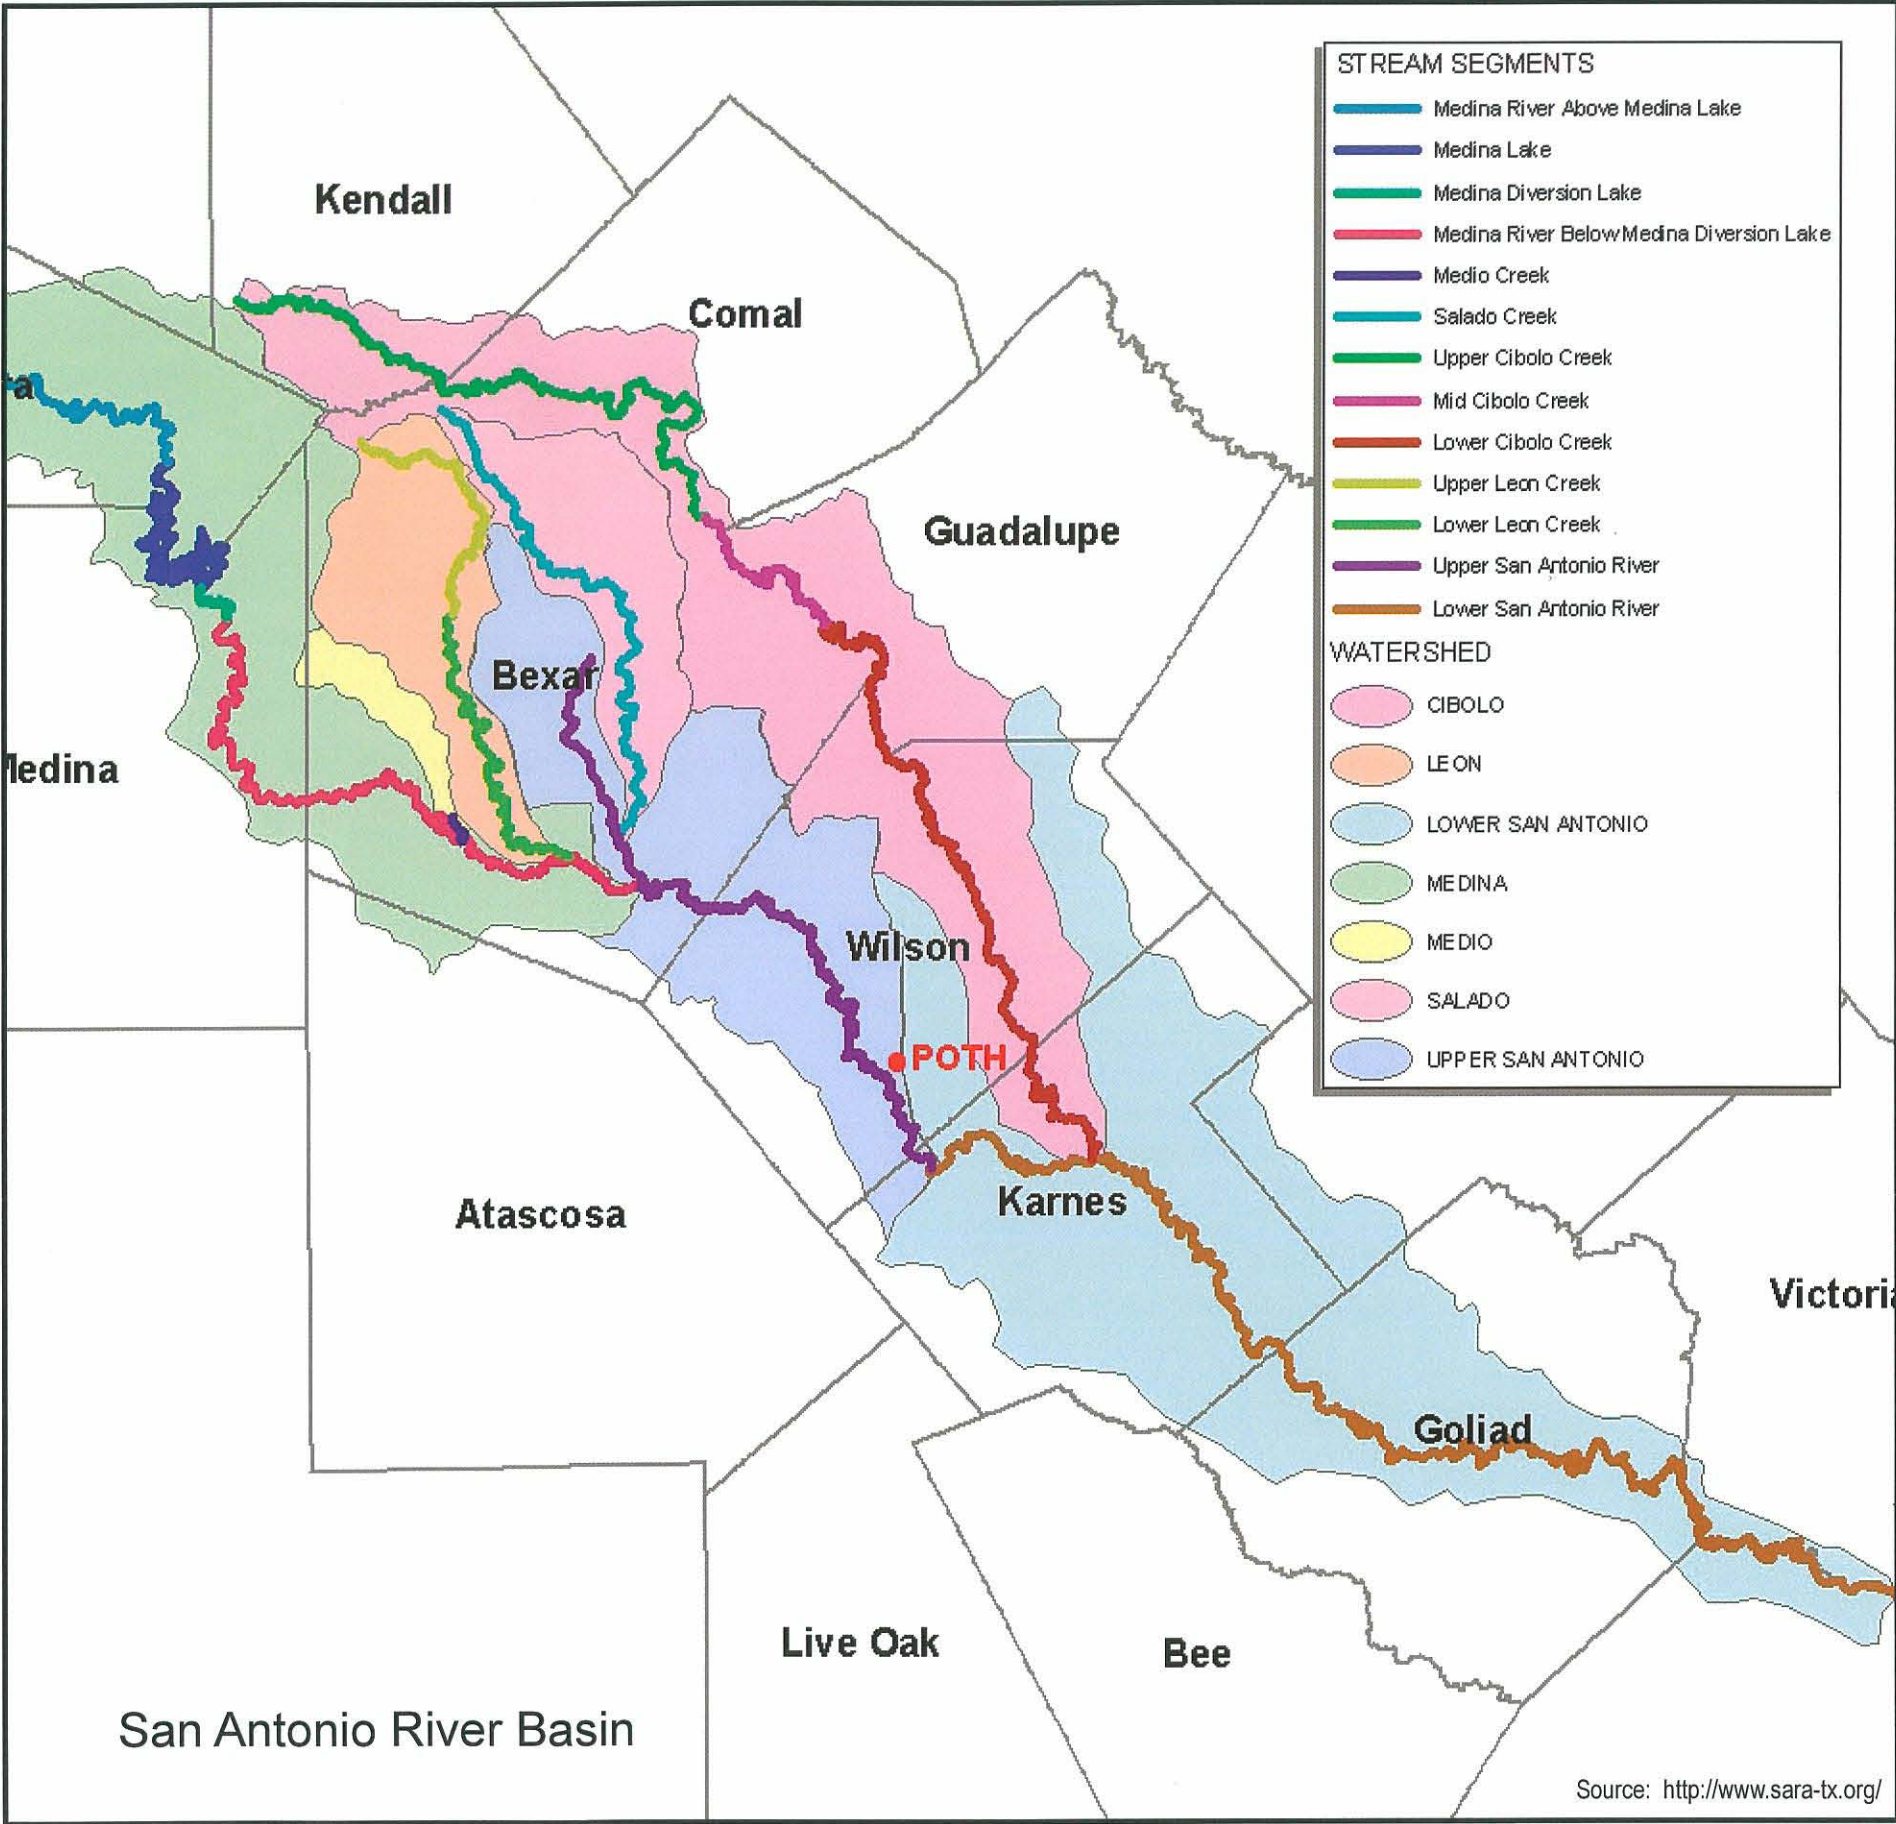 STREAM SEGMENTS
Medina River Above Medina Lake
Medina Lake
Medina Diversion Lake
Medina River Below Medina Diversion Lake
Medio Creek
Salado Creek
Upper Cibolo Creek
Mid Cibolo Creek
Lower Cibolo Creek
Upper Leon Creek
Lower Leon Creek
Upper San Antonio River
Lower San Antonio River
WATERSHED
CIBOLO
LEON
LOWER SAN ANTONIO
MEDINA
MEDIO
SALADO
UPPER SAN ANTONIO
Kendall
Comal
a
Guadalupe
Bexar
Medina
Wilson
POTH
Karnes
Atascosa
Victoria
Goliad
Live Oak
Bee
San Antonio River Basin
Source: http://www.sara-tx.org/